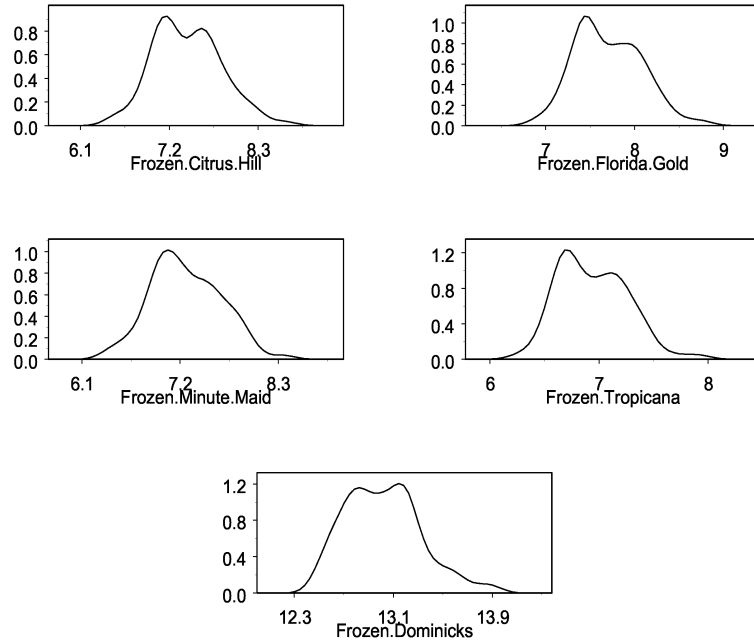 0.8
0.6
0.4
0.2
0.0
6.1 7.2 8.3
Frozen.Citrus.Hill
1.0
0.8
0.6
0.4
0.2
0.0
7 8 9
Frozen.Florida.Gold
1.0
0.8
0.6
0.4
0.2
0.0
6.1 7.2 8.3
Frozen.Minute.Maid
1.2
0.8
0.4
0.0
6 7 8
Frozen.Tropicana
1.2
0.8
0.4
0.0
12.3 13.1 13.9
Frozen.Dominicks